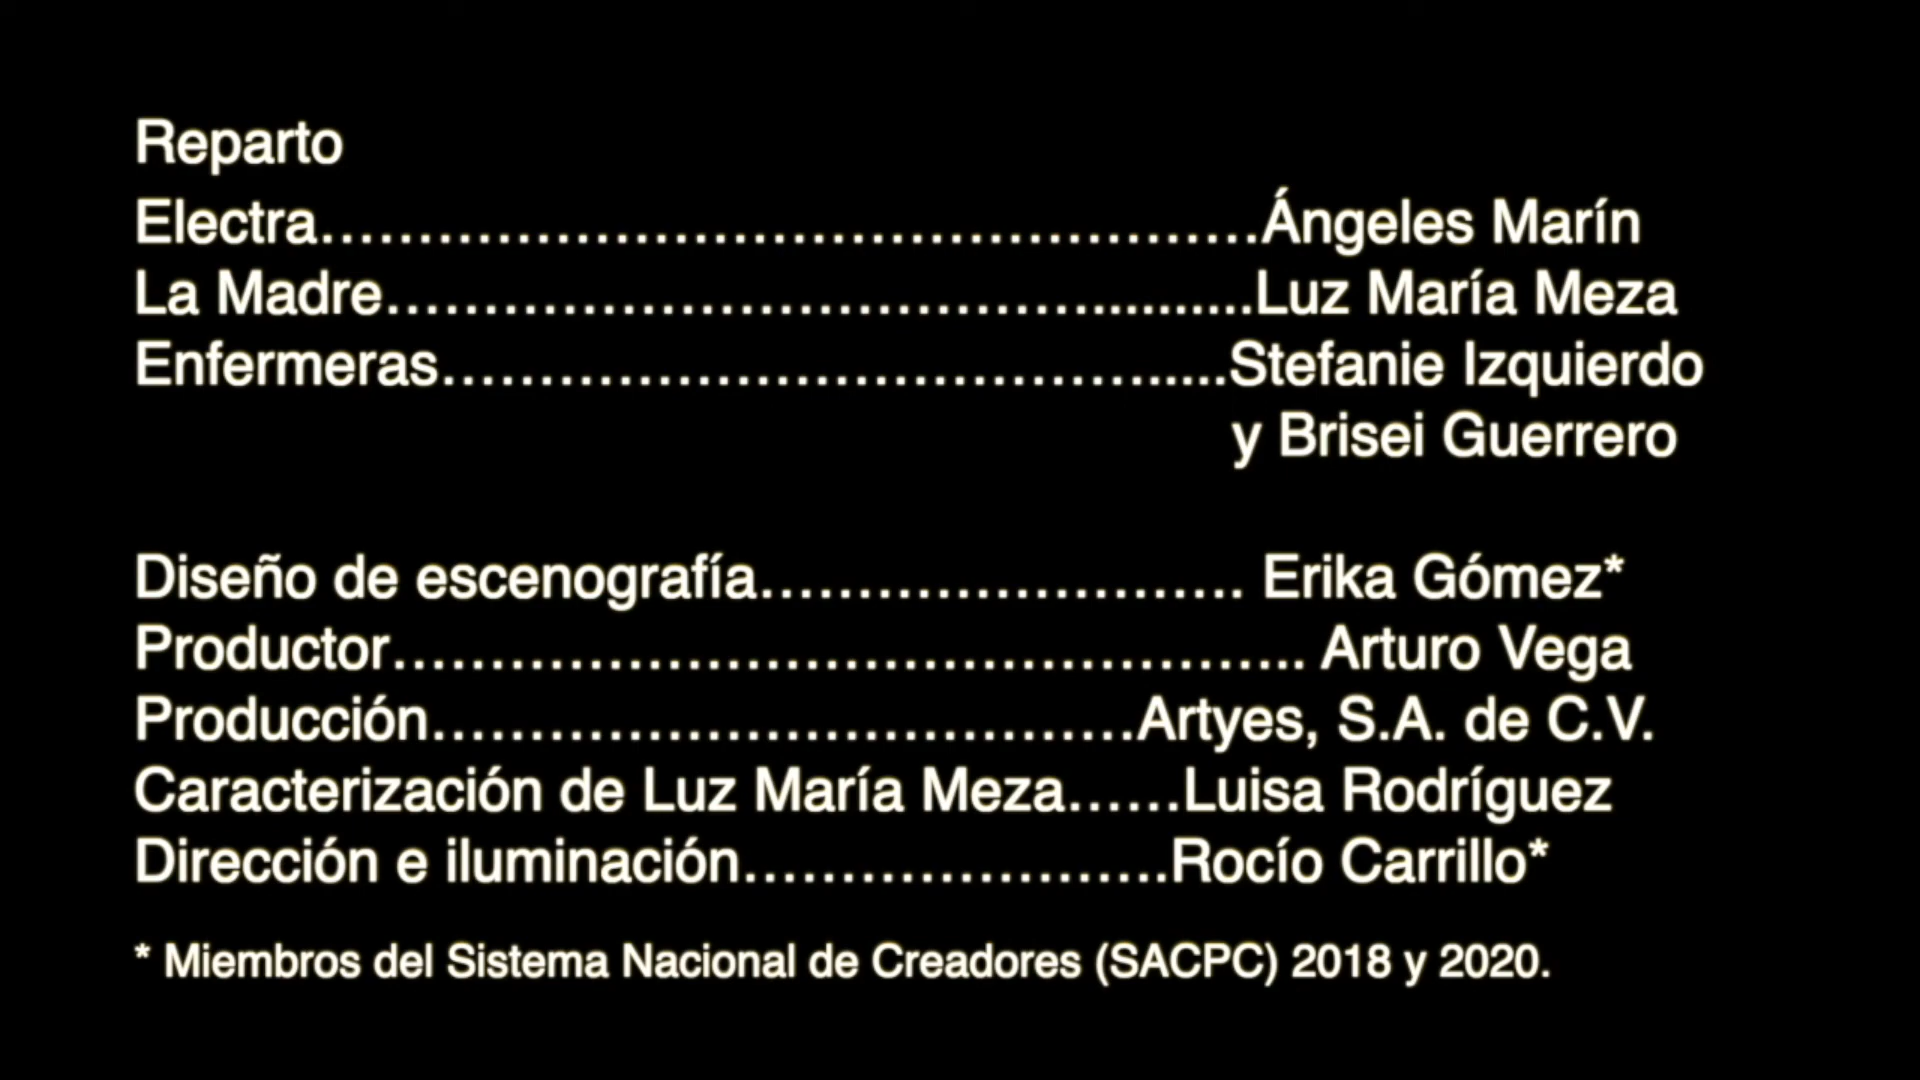 Reparto
Electra................................................Ángeles Marín
La Madre.............................................Luz María Meza
Enfermeras........................................Stefanie Izquierdo
y Brisei Guerrero
Diseño de escenografía......................... Erika Gómez*
Productor............................................... Arturo Vega
Producción....................................Artyes, S.A. de C.V.
Caracterización de Luz María Meza......Luisa Rodríguez
Dirección e iluminación......................Rocío Carrillo*
* Miembros del Sistema Nacional de Creadores (SACPC) 2018 y 2020.